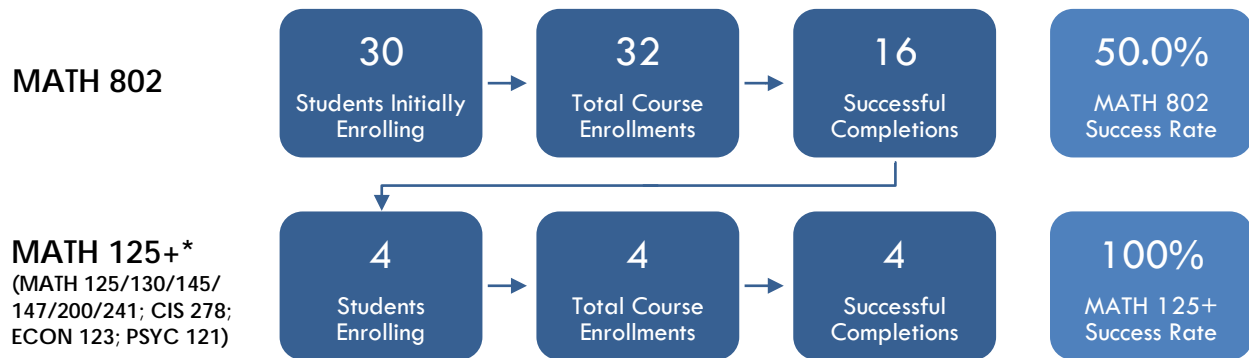 MATH 802
30
Students Initially
Enrolling
32
Total Course
Enrollments
16
Successful
Completions
50.0%
MATH 802
Success Rate
MATH 125+*
(MATH 125/130/145/
147/200/241; CIS 278;
ECON 123; PSYC 121)
4
Students
Enrolling
4
Total Course
Enrollments
4
Successful
Completions
100%
MATH 125+
Success Rate